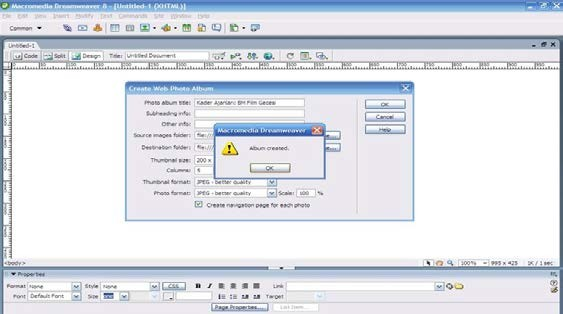 Macromedia Dreamweaver 8 - [Untitled-1 (XHTML)]
File Edit View Insert Modify Text Commands Site Window Help
Common
Untitled-1
Code Split Design Title: Untitled Document
Create Web Photo Album
Photo album title: Kader Ajanları: BM Film Gecesi OK
Subheading info: Cancel
Other info: Help
Source images folder: file:///
Destination folder: file:///
Thumbnail size: 200 x
Columns: 5
Thumbnail format: JPEG - better quality
Photo format: JPEG - better quality Scale: 100 %
Create navigation page for each photo
Macromedia Dreamweaver
Album created.
OK
<body> 100% 995 x 425 1K / 1 sec
Properties
Format None Style None CSS B I Link
Font Default Font Size Target
Page Properties... List Item...